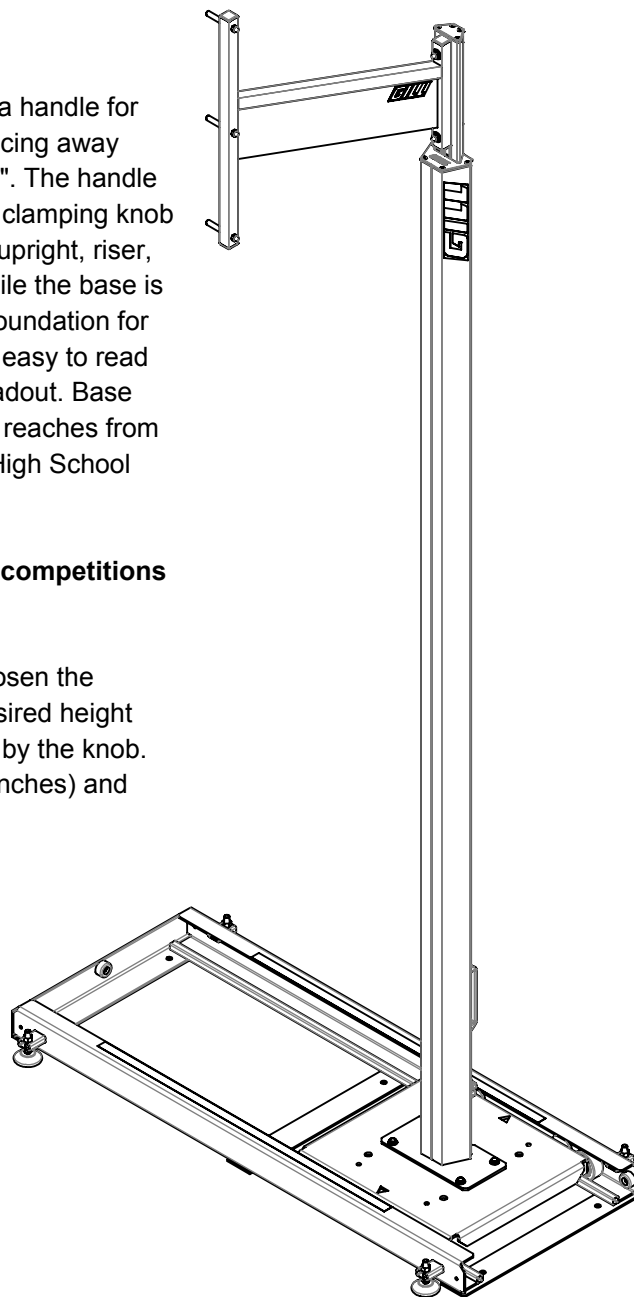 a handle for
cing away
". The handle
clamping knob
upright, riser,
ile the base is
oundation for
easy to read
adout. Base
reaches from
High School
competitions
osen the
sired height
by the knob.
nches) and
GILL
GILL